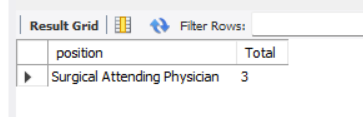 Result Grid Filter Rows:
position Total
Surgical Attending Physician 3